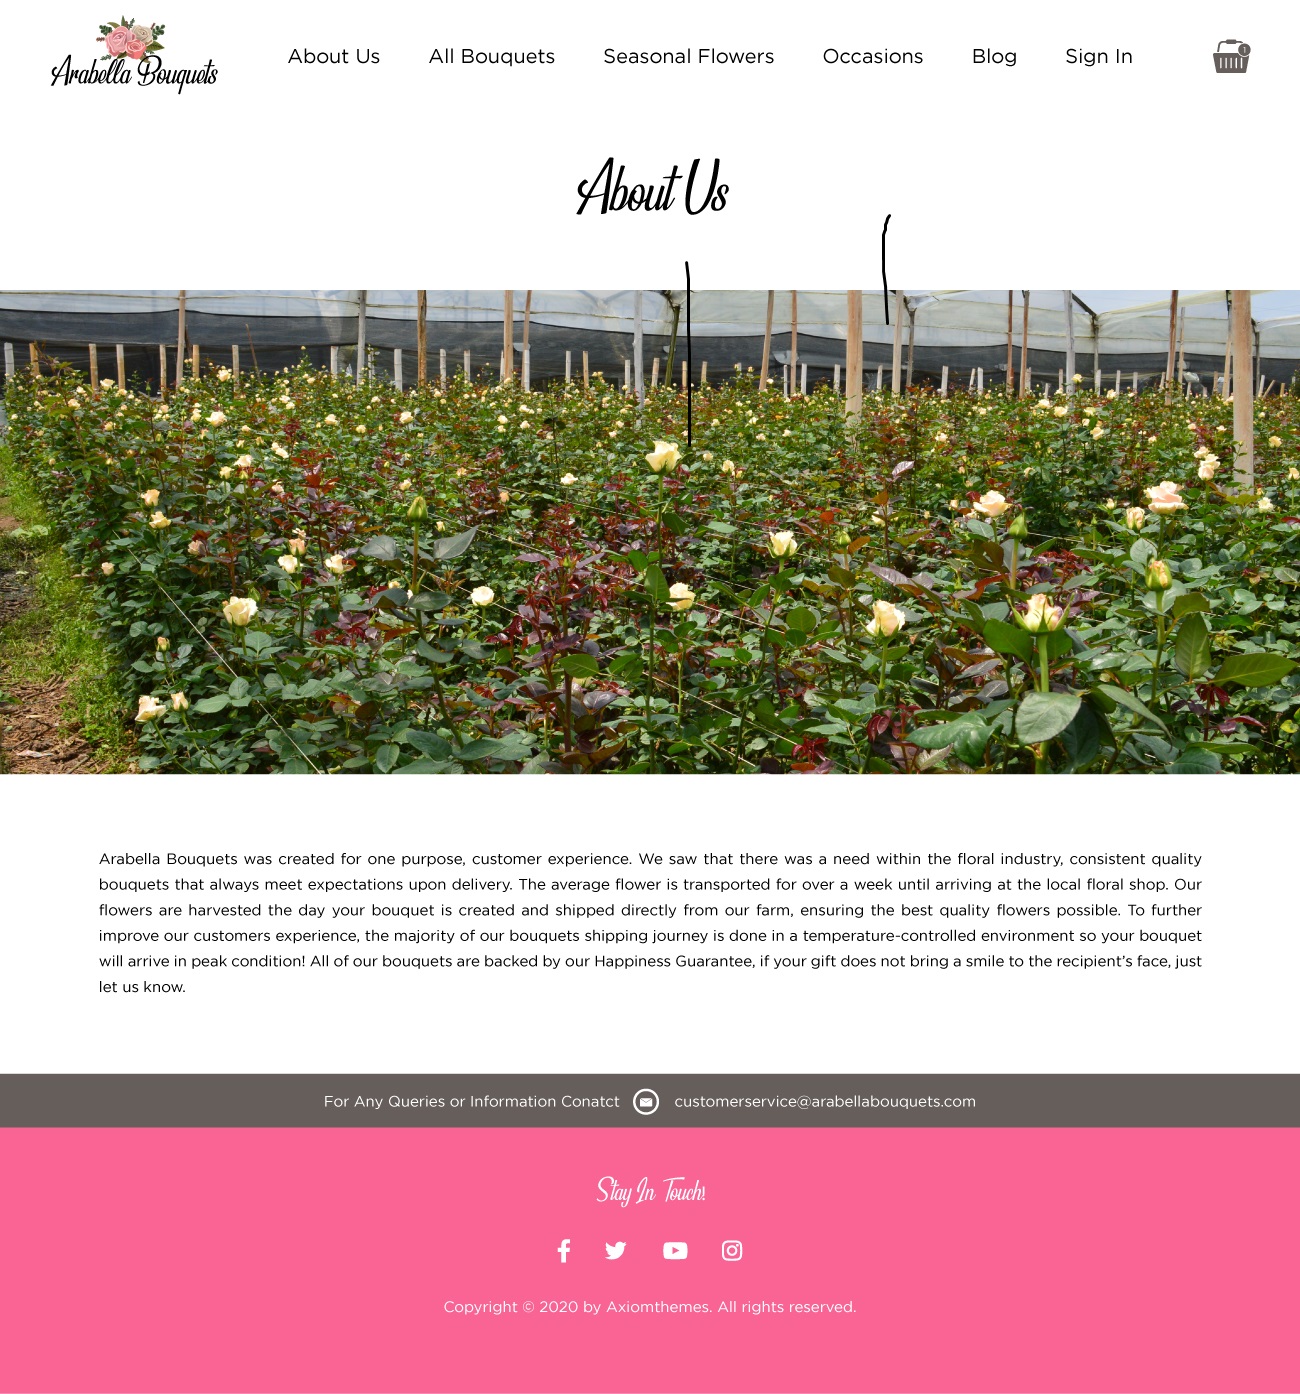 Arabella Bouquets
About Us All Bouquets Seasonal Flowers Occasions Blog Sign In 1
About Us
Arabella Bouquets was created for one purpose, customer experience. We saw that there was a need within the floral industry, consistent quality
bouquets that always meet expectations upon delivery. The average flower is transported for over a week until arriving at the local floral shop. Our
flowers are harvested the day your bouquet is created and shipped directly from our farm, ensuring the best quality flowers possible. To further
improve our customers experience, the majority of our bouquets shipping journey is done in a temperature-controlled environment so your bouquet
will arrive in peak condition! All of our bouquets are backed by our Happiness Guarantee, if your gift does not bring a smile to the recipient’s face, just
let us know.
For Any Queries or Information Conatct customerservice@arabellabouquets.com
Stay In Touch!
Copyright © 2020 by Axiomthemes. All rights reserved.